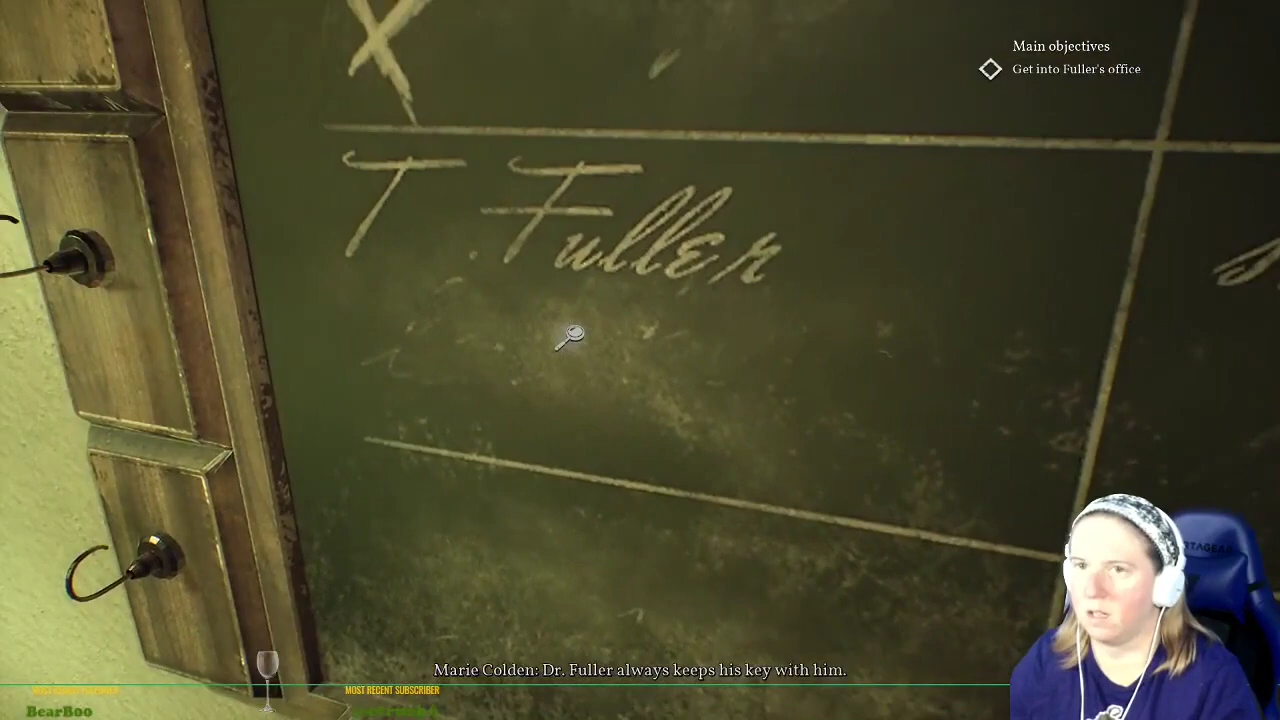 Main objectives
Get into Fuller's office
X
T. Fuller
Marie Colden: Dr. Fuller always keeps his key with him.
MOST RECENT SUBSCRIBER
BearBoo